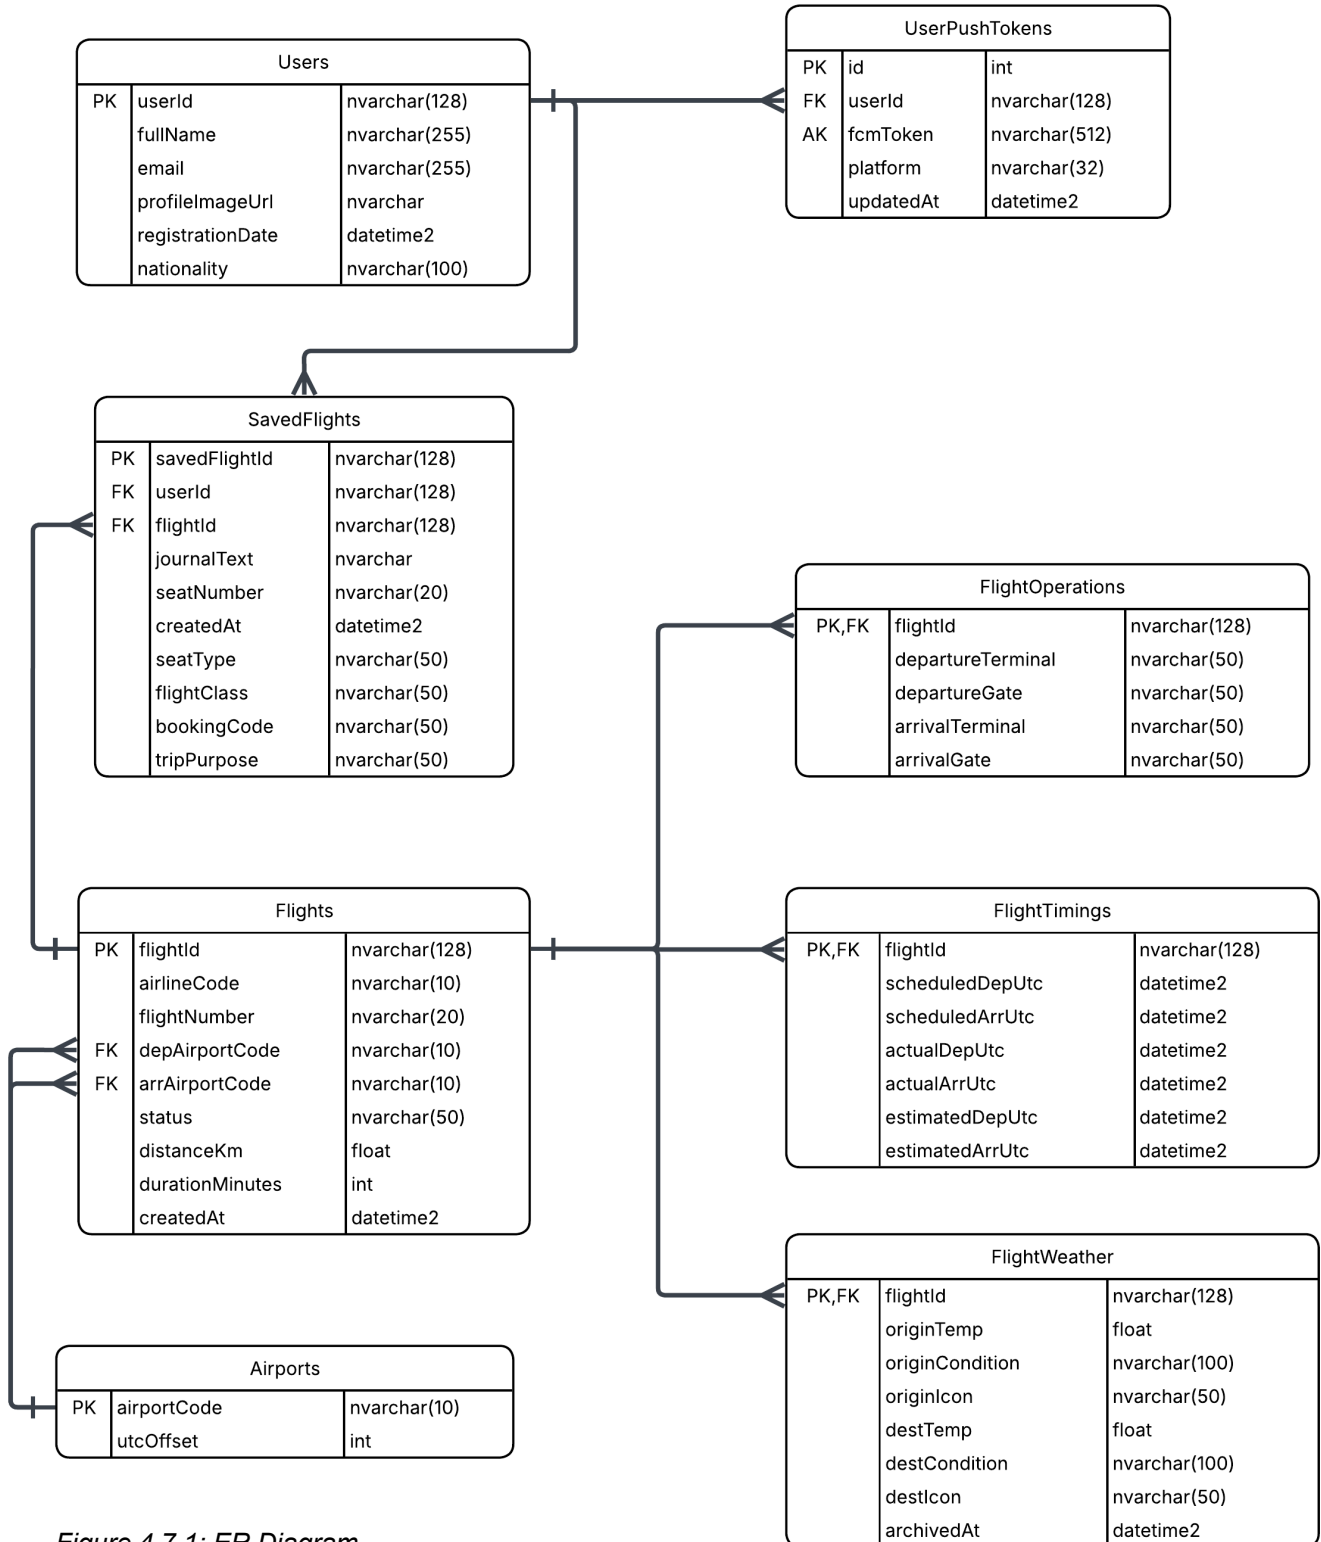 Users
PK userId nvarchar(128)
fullName nvarchar(255)
email nvarchar(255)
profileImageUrl nvarchar
registrationDate datetime2
nationality nvarchar(100)
UserPushTokens
PK id int
FK userId nvarchar(128)
AK fcmToken nvarchar(512)
platform nvarchar(32)
updatedAt datetime2
SavedFlights
PK savedFlightId nvarchar(128)
FK userId nvarchar(128)
FK flightId nvarchar(128)
journalText nvarchar
seatNumber nvarchar(20)
createdAt datetime2
seatType nvarchar(50)
flightClass nvarchar(50)
bookingCode nvarchar(50)
tripPurpose nvarchar(50)
FlightOperations
PK,FK flightId nvarchar(128)
departureTerminal nvarchar(50)
departureGate nvarchar(50)
arrivalTerminal nvarchar(50)
arrivalGate nvarchar(50)
Flights
PK flightId nvarchar(128)
airlineCode nvarchar(10)
flightNumber nvarchar(20)
FK depAirportCode nvarchar(10)
FK arrAirportCode nvarchar(10)
status nvarchar(50)
distanceKm float
durationMinutes int
createdAt datetime2
FlightTimings
PK,FK flightId nvarchar(128)
scheduledDepUtc datetime2
scheduledArrUtc datetime2
actualDepUtc datetime2
actualArrUtc datetime2
estimatedDepUtc datetime2
estimatedArrUtc datetime2
Airports
PK airportCode nvarchar(10)
utcOffset int
FlightWeather
PK,FK flightId nvarchar(128)
originTemp float
originCondition nvarchar(100)
originIcon nvarchar(50)
destTemp float
destCondition nvarchar(100)
destIcon nvarchar(50)
archivedAt datetime2
Figure 4.7.1: ER Diagram